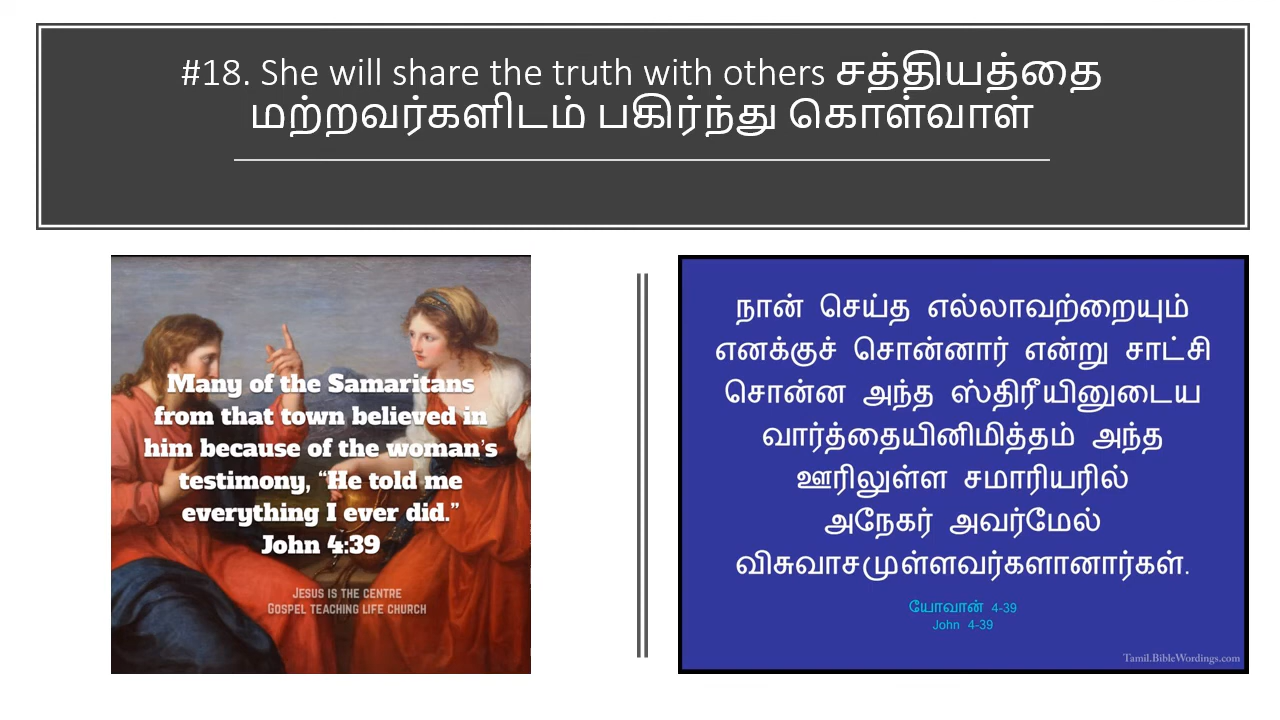 #18. She will share the truth with others சத்தியத்தை
மற்றவர்களிடம் பகிர்ந்து கொள்வாள்
Many of the Samaritans
from that town believed in
him because of the woman’s
testimony, “He told me
everything I ever did.”
John 4:39
Jesus is the centre
Gospel teaching life church
நான் செய்த எல்லாவற்றையும்
எனக்குச் சொன்னார் என்று சாட்சி
சொன்ன அந்த ஸ்திரீயினுடைய
வார்த்தையினிமித்தம் அந்த
ஊரிலுள்ள சமாரியரில்
அநேகர் அவர்மேல்
விசுவாசமுள்ளவர்களானார்கள்.
யோவான் 4-39
John 4-39
Tamil.BibleWordings.com